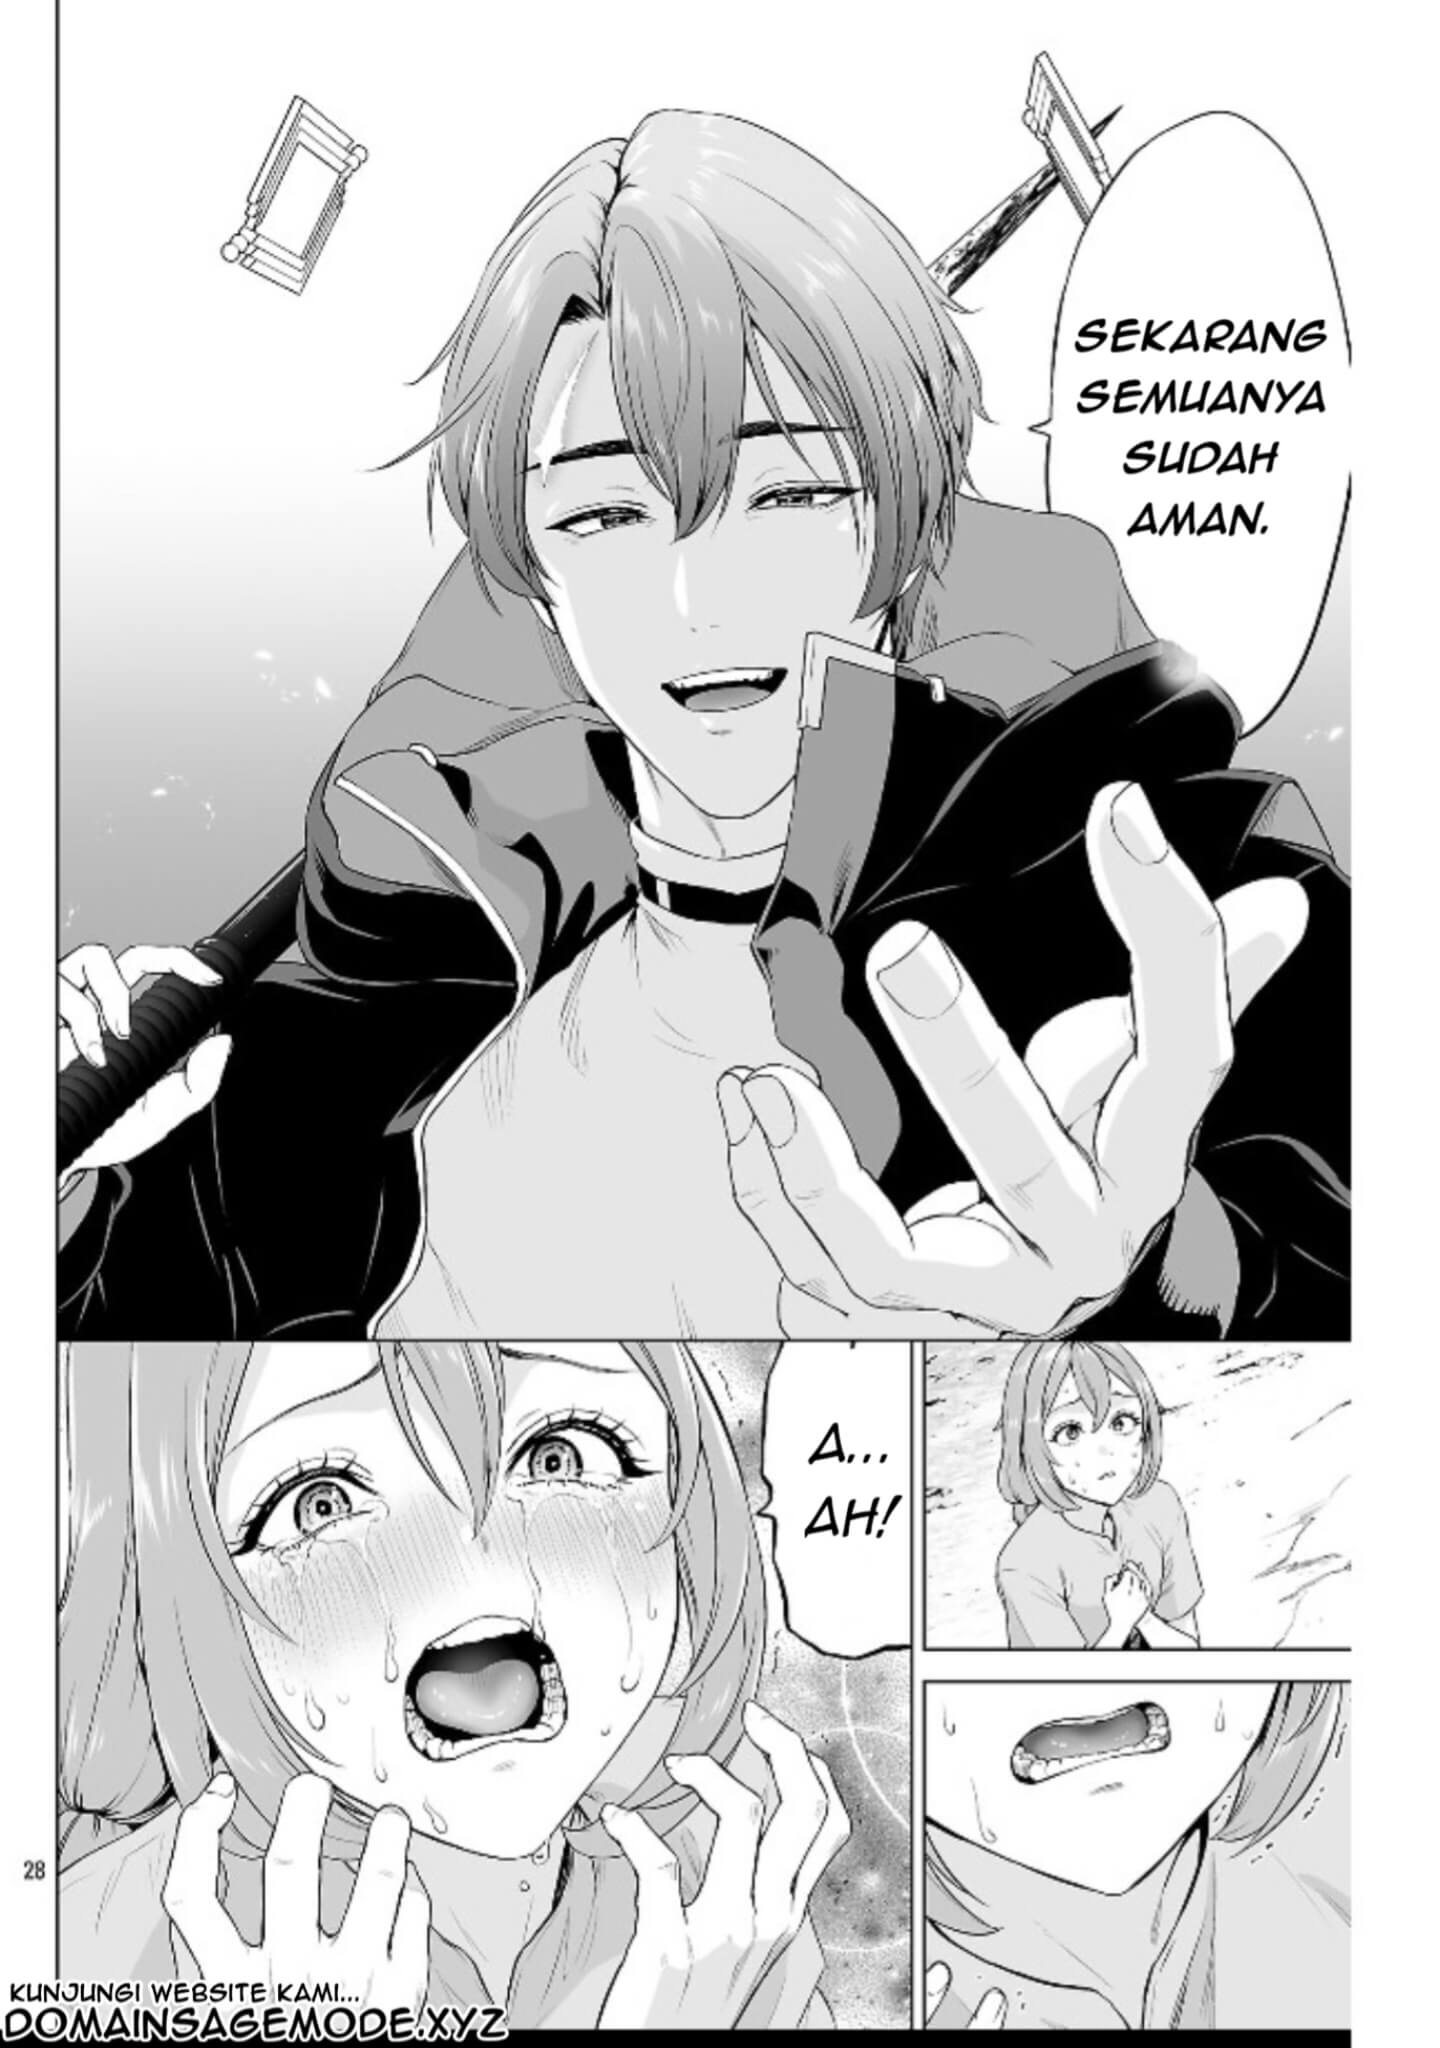 SEKARANG
SEMUANYA
SUDAH
AMAN.
A...
AH!
28
KUNJUNGI WEBSITE KAMI...
DOMAINSAGEMODE.XYZ